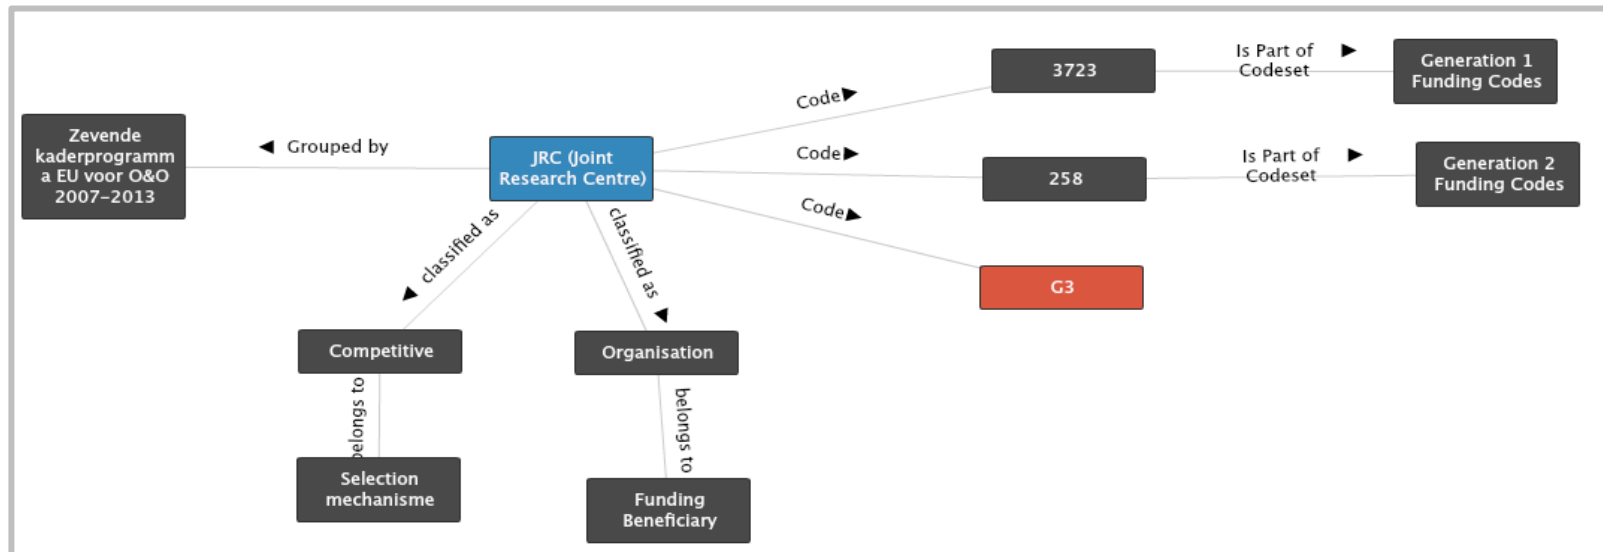 Zevende
kaderprogramm
a EU voor O&O
2007-2013
Grouped by
JRC (Joint
Research Centre)
Code
3723
Is Part of
Codeset
Generation 1
Funding Codes
Code
258
Is Part of
Codeset
Generation 2
Funding Codes
Code
G3
classified as
Competitive
belongs to
Selection
mechanisme
classified as
Organisation
belongs to
Funding
Beneficiary